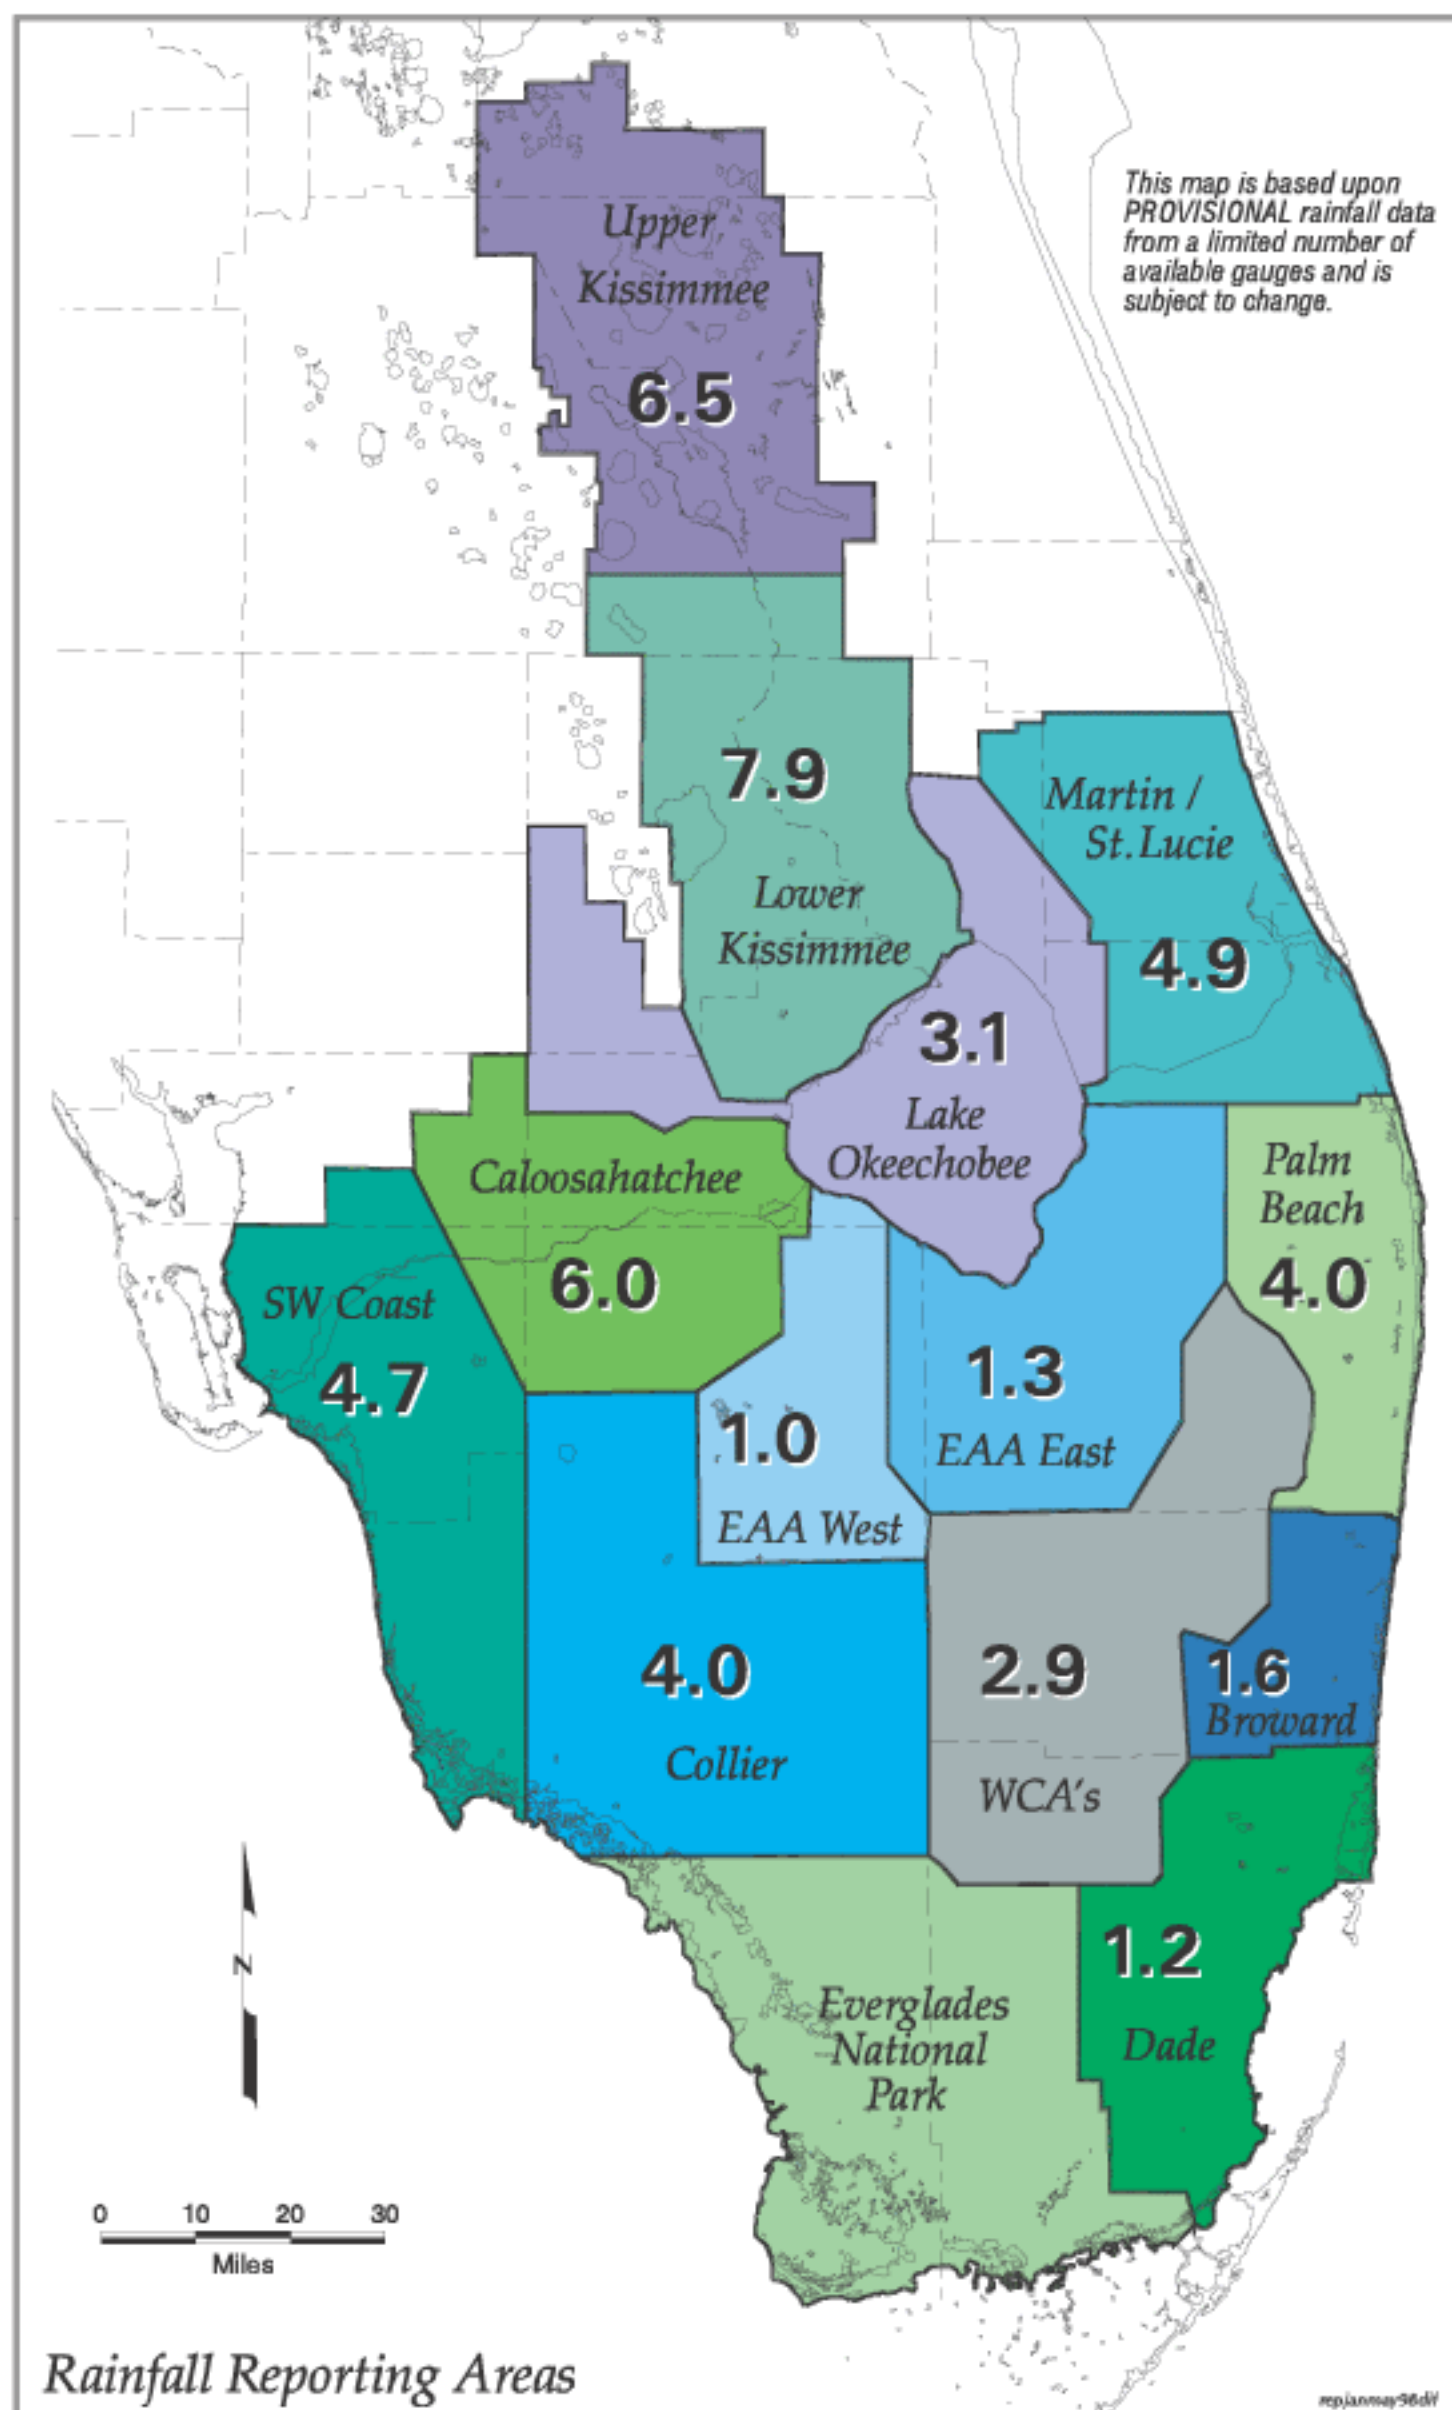 This map is based upon
PROVISIONAL rainfall data
from a limited number of
available gauges and is
subject to change.
Upper
Kissimmee
6.5
7.9
Lower
Kissimmee
Martin /
St. Lucie
4.9
3.1
Lake
Okeechobee
Caloosahatchee
6.0
Palm
Beach
4.0
SW Coast
4.7
1.3
EAA East
1.0
EAA West
4.0
Collier
2.9
WCA's
1.6
Broward
1.2
Dade
Everglades
National
Park
N
0 10 20 30
Miles
Rainfall Reporting Areas
repjanmay98dif